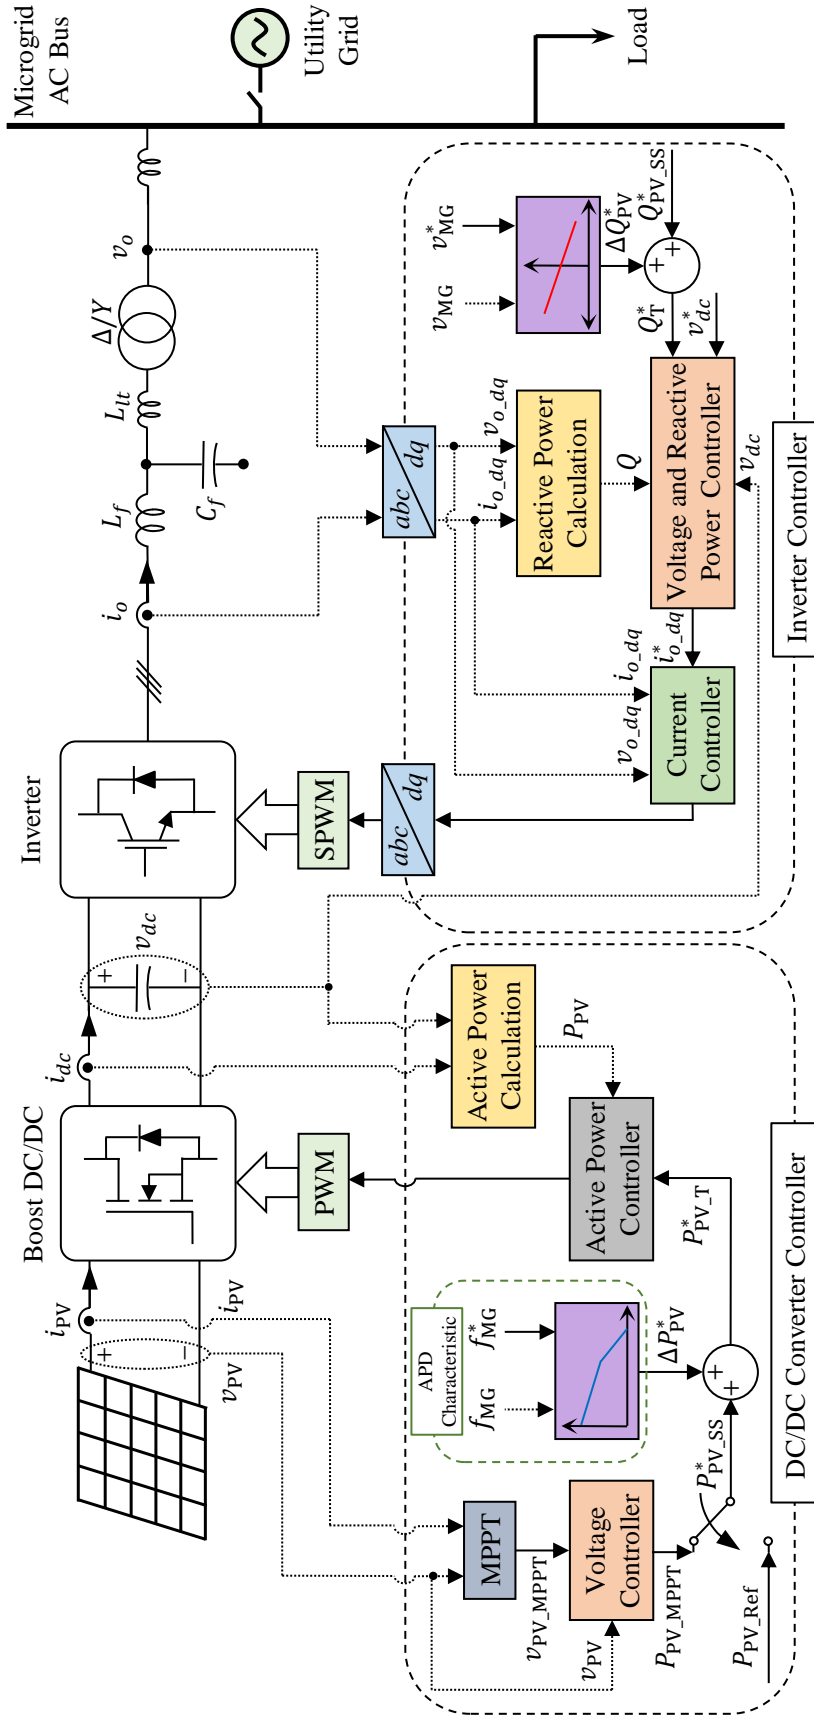 Boost DC/DC
Inverter
Microgrid
AC Bus
Utility
Grid
Load
i_PV
+
−
v_PV
i_PV
i_dc
+
−
v_dc
i_o
L_f
C_f
L_lt
Δ/Y
v_o
PWM
SPWM
abc
dq
abc
dq
MPPT
v_PV_MPPT
v_PV
Voltage
Controller
P_PV_MPPT
P_PV_Ref
P*_PV_SS
APD
Characteristic
f_MG
f*_MG
ΔP*_PV
+
+
P*_PV_T
Active Power
Controller
Active Power
Calculation
P_PV
DC/DC Converter Controller
v_o_dq
i_o_dq
Current
Controller
i*_o_dq
i_o_dq
v_o_dq
Reactive Power
Calculation
Q
Voltage and Reactive
Power Controller
v_dc
v_MG
v*_MG
ΔQ*_PV
+
+
Q*_PV_SS
Q*_T
v*_dc
Inverter Controller